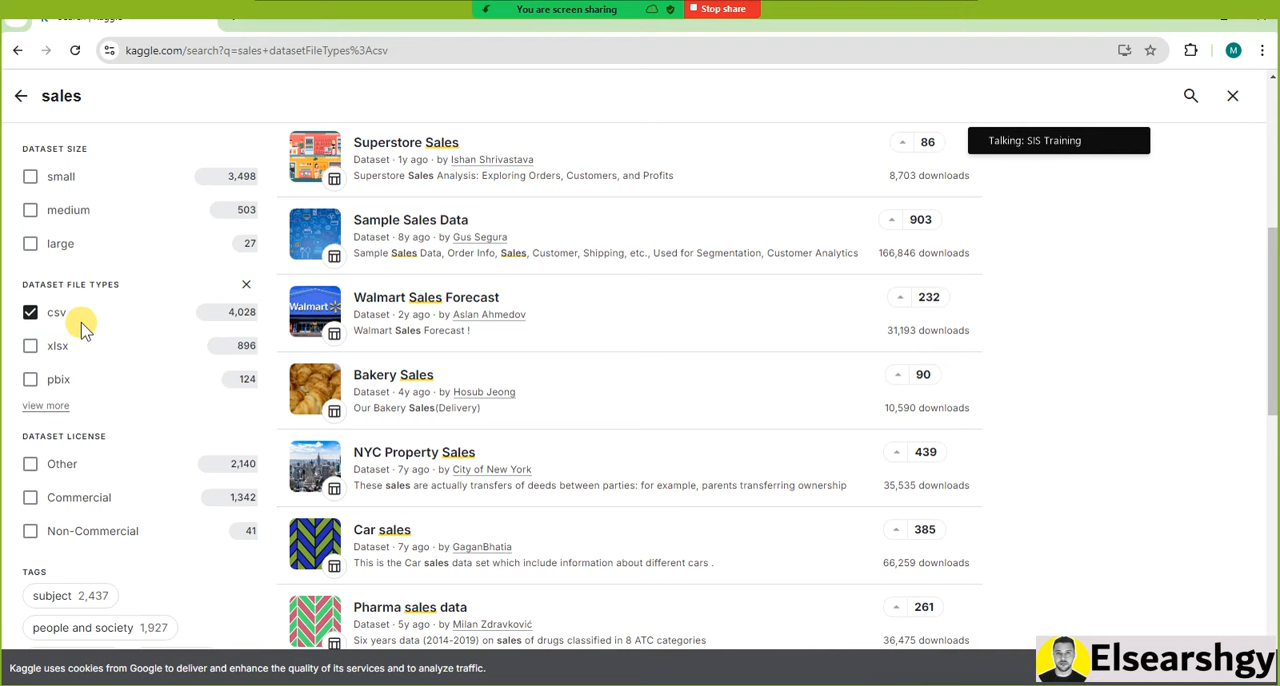 You are screen sharing
Stop share
kaggle.com/search?q=sales+datasetFileTypes%3Acsv
M
sales
Talking: SIS Training
DATASET SIZE
small 3,498
medium 503
large 27
DATASET FILE TYPES
csv 4,028
xlsx 896
pbix 124
view more
DATASET LICENSE
Other 2,140
Commercial 1,342
Non-Commercial 41
TAGS
subject 2,437
people and society 1,927
Superstore Sales 86
Dataset · 1y ago · by Ishan Shrivastava
Superstore Sales Analysis: Exploring Orders, Customers, and Profits 8,703 downloads
Sample Sales Data 903
Dataset · 8y ago · by Gus Segura
Sample Sales Data, Order Info, Sales, Customer, Shipping, etc., Used for Segmentation, Customer Analytics 166,846 downloads
Walmart
Walmart Sales Forecast 232
Dataset · 2y ago · by Aslan Ahmedov
Walmart Sales Forecast ! 31,193 downloads
Bakery Sales 90
Dataset · 4y ago · by Hosub Jeong
Our Bakery Sales(Delivery) 10,590 downloads
NYC Property Sales 439
Dataset · 7y ago · by City of New York
These sales are actually transfers of deeds between parties: for example, parents transferring ownership 35,535 downloads
Car sales 385
Dataset · 7y ago · by GaganBhatia
This is the Car sales data set which include information about different cars . 66,259 downloads
Pharma sales data 261
Dataset · 5y ago · by Milan Zdravković
Six years data (2014-2019) on sales of drugs classified in 8 ATC categories 36,475 downloads
Kaggle uses cookies from Google to deliver and enhance the quality of its services and to analyze traffic.
Elsearshgy